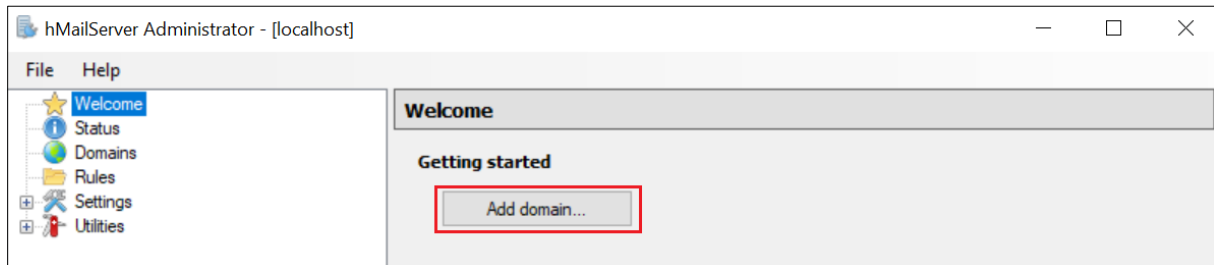 hMailServer Administrator - [localhost]
File Help
Welcome
Status
Domains
Rules
Settings
Utilities
Welcome
Getting started
Add domain...